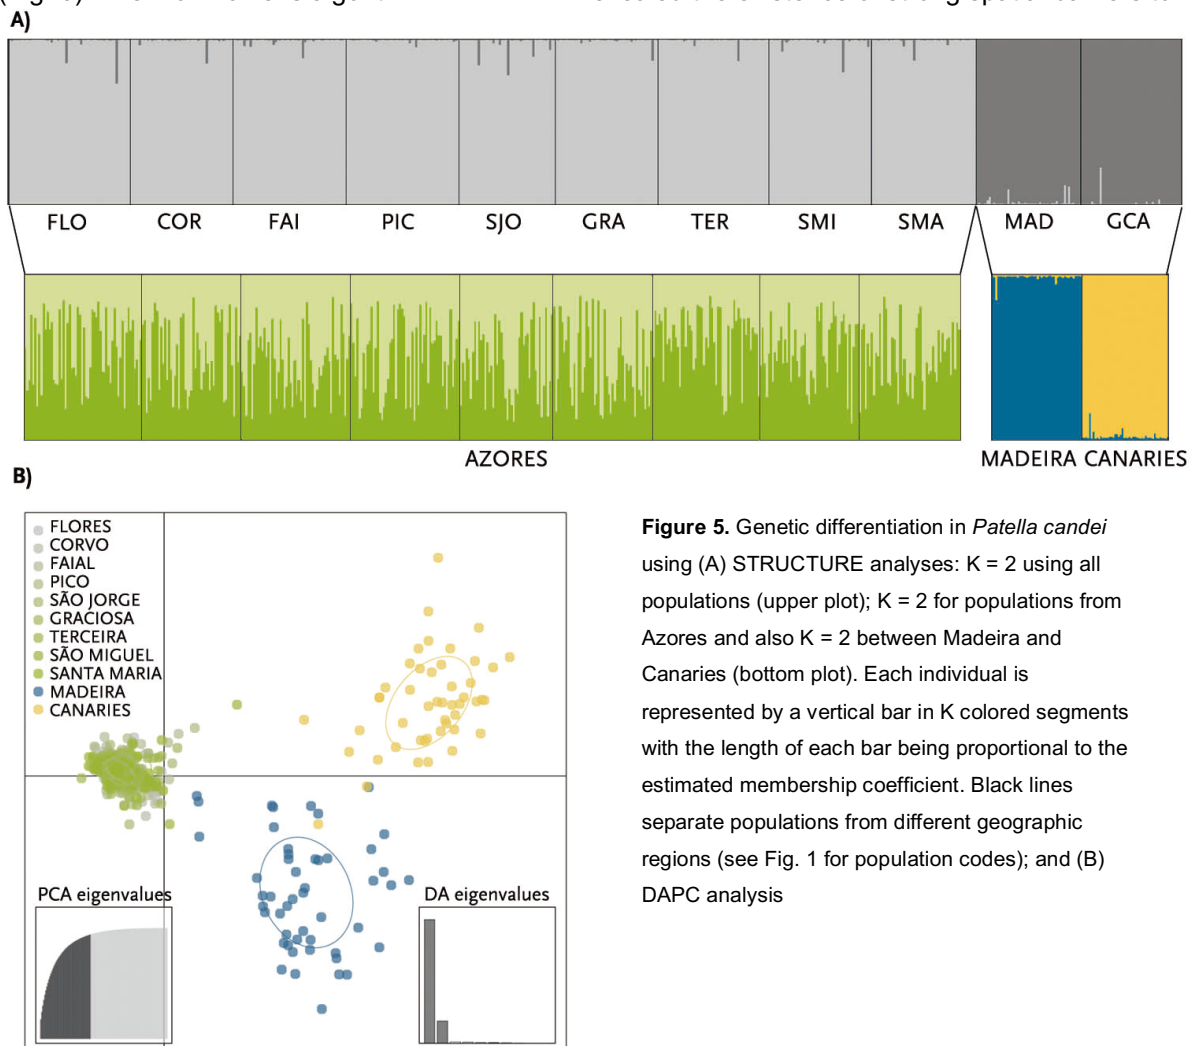 A)
FLO COR FAI PIC SJO GRA TER SMI SMA MAD GCA
AZORES MADEIRA CANARIES
B)
FLORES
CORVO
FAIAL
PICO
SÃO JORGE
GRACIOSA
TERCEIRA
SÃO MIGUEL
SANTA MARIA
MADEIRA
CANARIES
PCA eigenvalues
DA eigenvalues
Figure 5. Genetic differentiation in Patella candei
using (A) STRUCTURE analyses: K = 2 using all
populations (upper plot); K = 2 for populations from
Azores and also K = 2 between Madeira and
Canaries (bottom plot). Each individual is
represented by a vertical bar in K colored segments
with the length of each bar being proportional to the
estimated membership coefficient. Black lines
separate populations from different geographic
regions (see Fig. 1 for population codes); and (B)
DAPC analysis